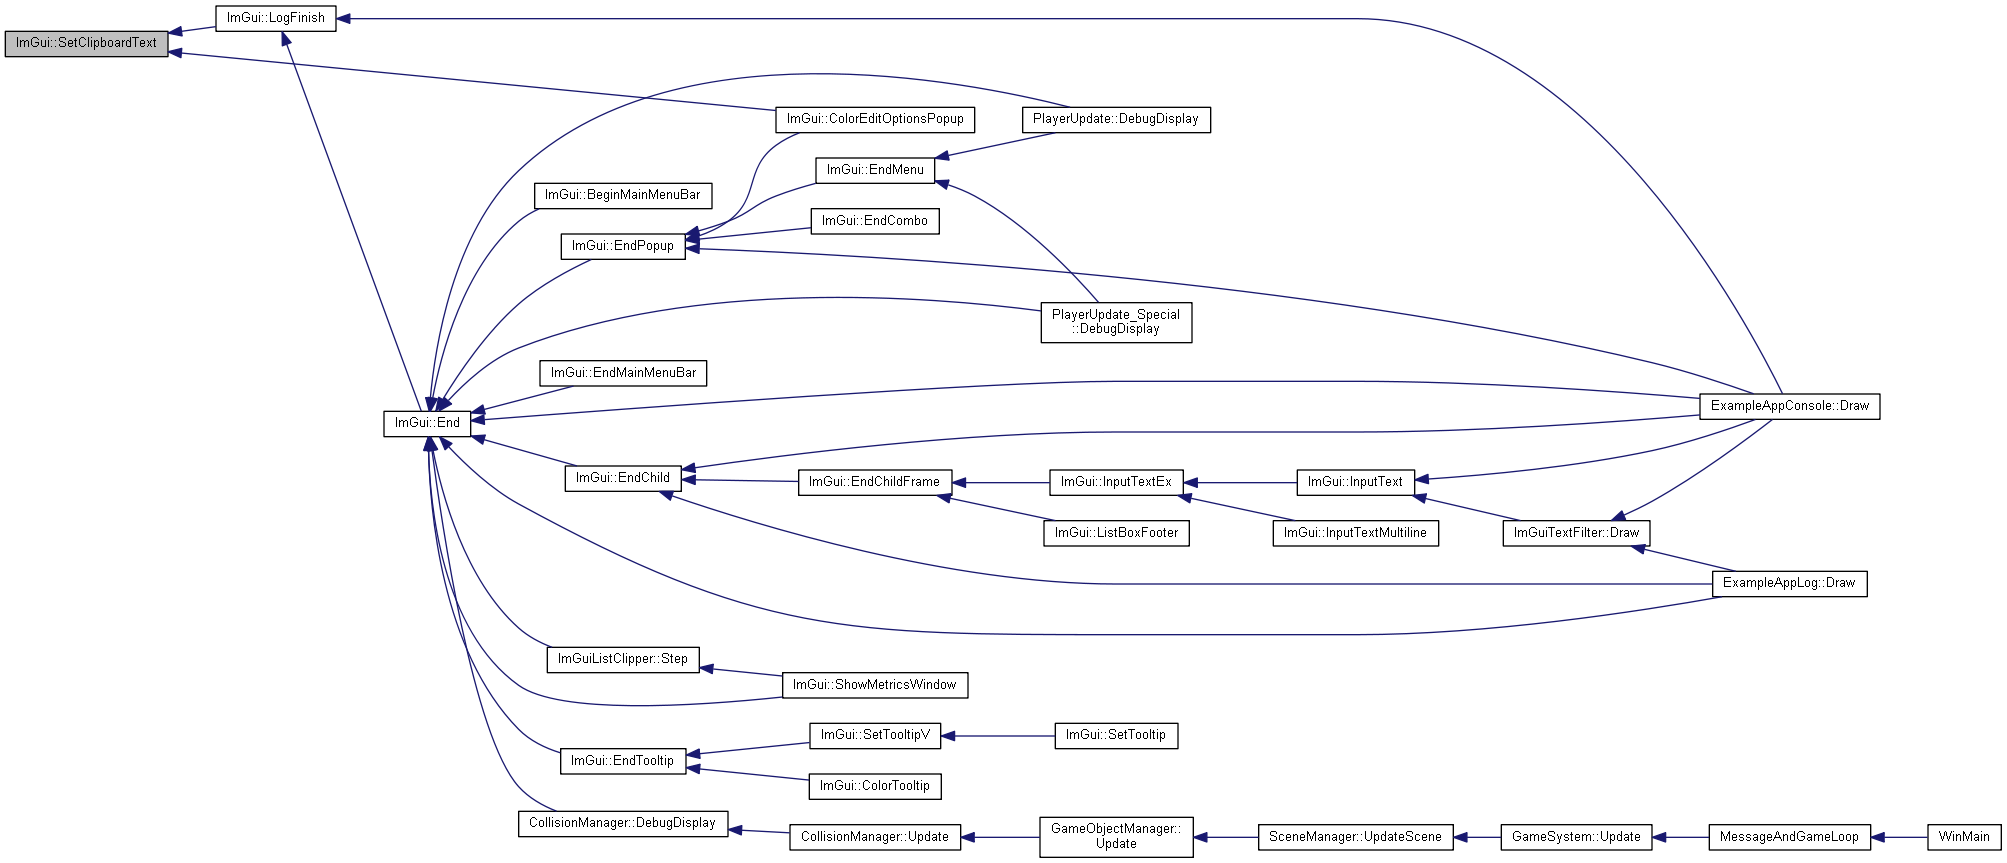 ImGui::LogFinish
ImGui::SetClipboardText
ImGui::ColorEditOptionsPopup
PlayerUpdate::DebugDisplay
ImGui::EndMenu
ImGui::BeginMainMenuBar
ImGui::EndCombo
ImGui::EndPopup
PlayerUpdate_Special
::DebugDisplay
ImGui::EndMainMenuBar
ExampleAppConsole::Draw
ImGui::End
ImGui::EndChild
ImGui::EndChildFrame
ImGui::InputTextEx
ImGui::InputText
ImGui::ListBoxFooter
ImGui::InputTextMultiline
ImGuiTextFilter::Draw
ExampleAppLog::Draw
ImGuiListClipper::Step
ImGui::ShowMetricsWindow
ImGui::SetTooltipV
ImGui::SetTooltip
ImGui::EndTooltip
ImGui::ColorTooltip
CollisionManager::DebugDisplay
CollisionManager::Update
GameObjectManager::
Update
SceneManager::UpdateScene
GameSystem::Update
MessageAndGameLoop
WinMain